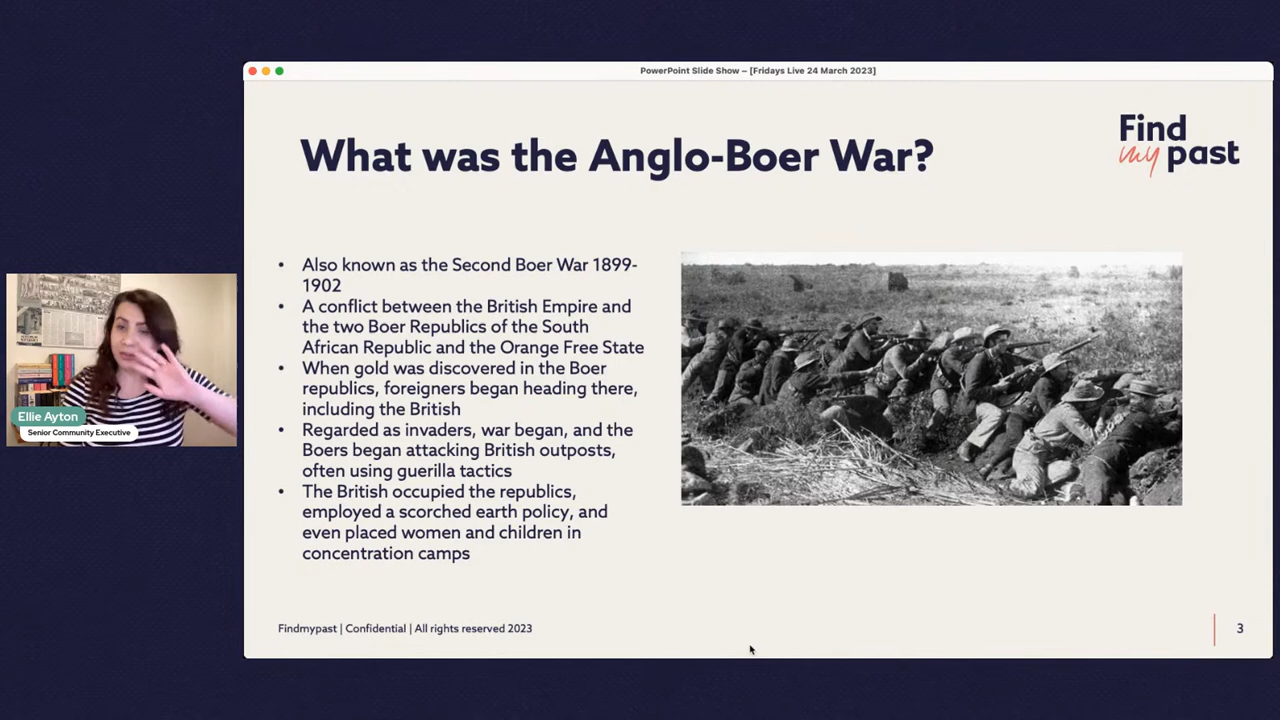 PowerPoint Slide Show – [Fridays Live 24 March 2023]
Find
my past
What was the Anglo-Boer War?
• Also known as the Second Boer War 1899-
1902
• A conflict between the British Empire and
the two Boer Republics of the South
African Republic and the Orange Free State
• When gold was discovered in the Boer
republics, foreigners began heading there,
including the British
• Regarded as invaders, war began, and the
Boers began attacking British outposts,
often using guerilla tactics
• The British occupied the republics,
employed a scorched earth policy, and
even placed women and children in
concentration camps
Ellie Ayton
Senior Community Executive
Findmypast | Confidential | All rights reserved 2023
3